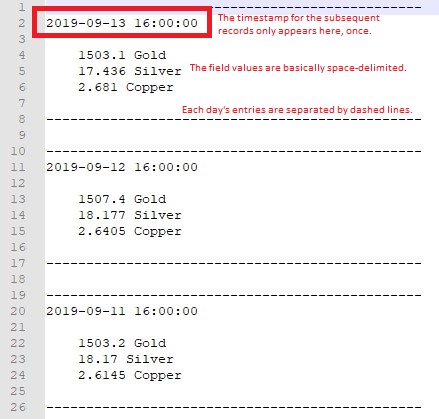 1 ------------------------------------------
2 2019-09-13 16:00:00 The timestamp for the subsequent
3 records only appears here, once.
4 1503.1 Gold
5 17.436 Silver The field values are basically space-delimited.
6 2.681 Copper
7 Each day's entries are separated by dashed lines.
8 ------------------------------------------
9
10 ------------------------------------------
11 2019-09-12 16:00:00
12
13 1507.4 Gold
14 18.177 Silver
15 2.6405 Copper
16
17 ------------------------------------------
18
19 ------------------------------------------
20 2019-09-11 16:00:00
21
22 1503.2 Gold
23 18.17 Silver
24 2.6145 Copper
25
26 ------------------------------------------